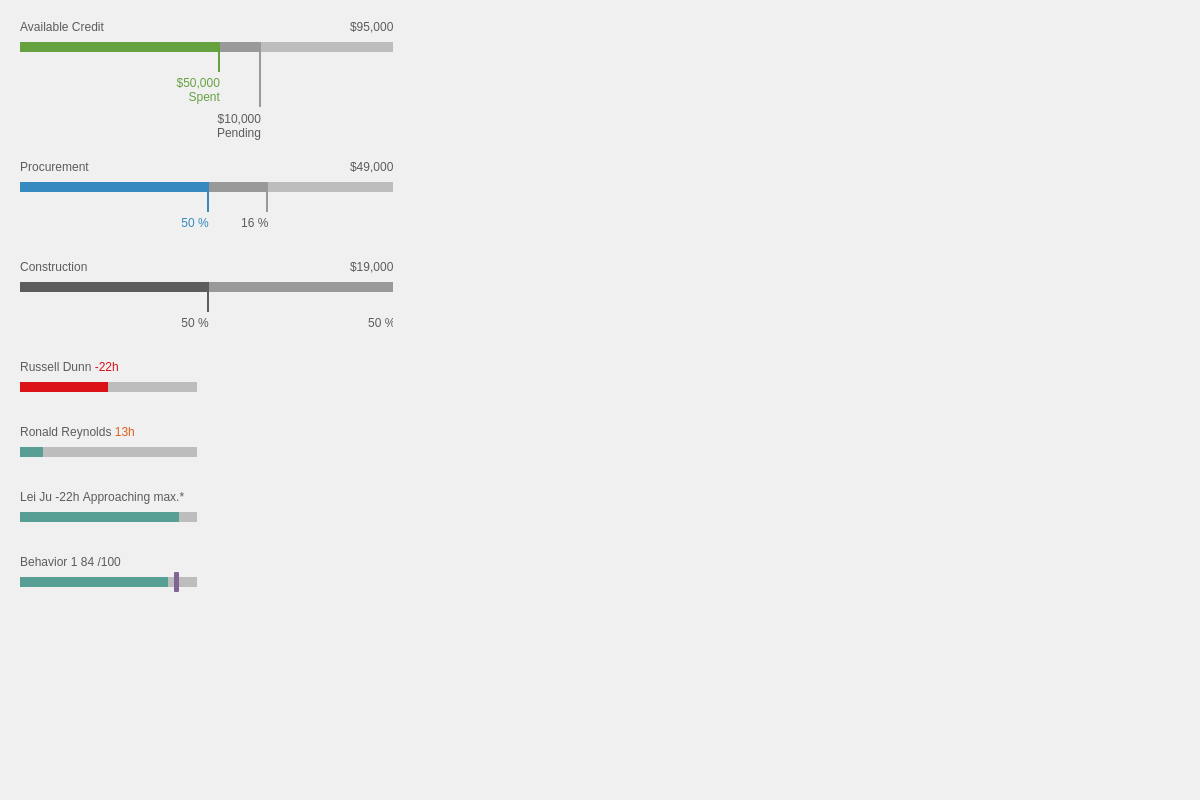 Available Credit $95,000
$50,000
Spent
$10,000
Pending
Procurement $49,000
50 % 16 %
Construction $19,000
50 % 50 %
Russell Dunn -22h
Ronald Reynolds 13h
Lei Ju -22h Approaching max.*
Behavior 1 84 /100